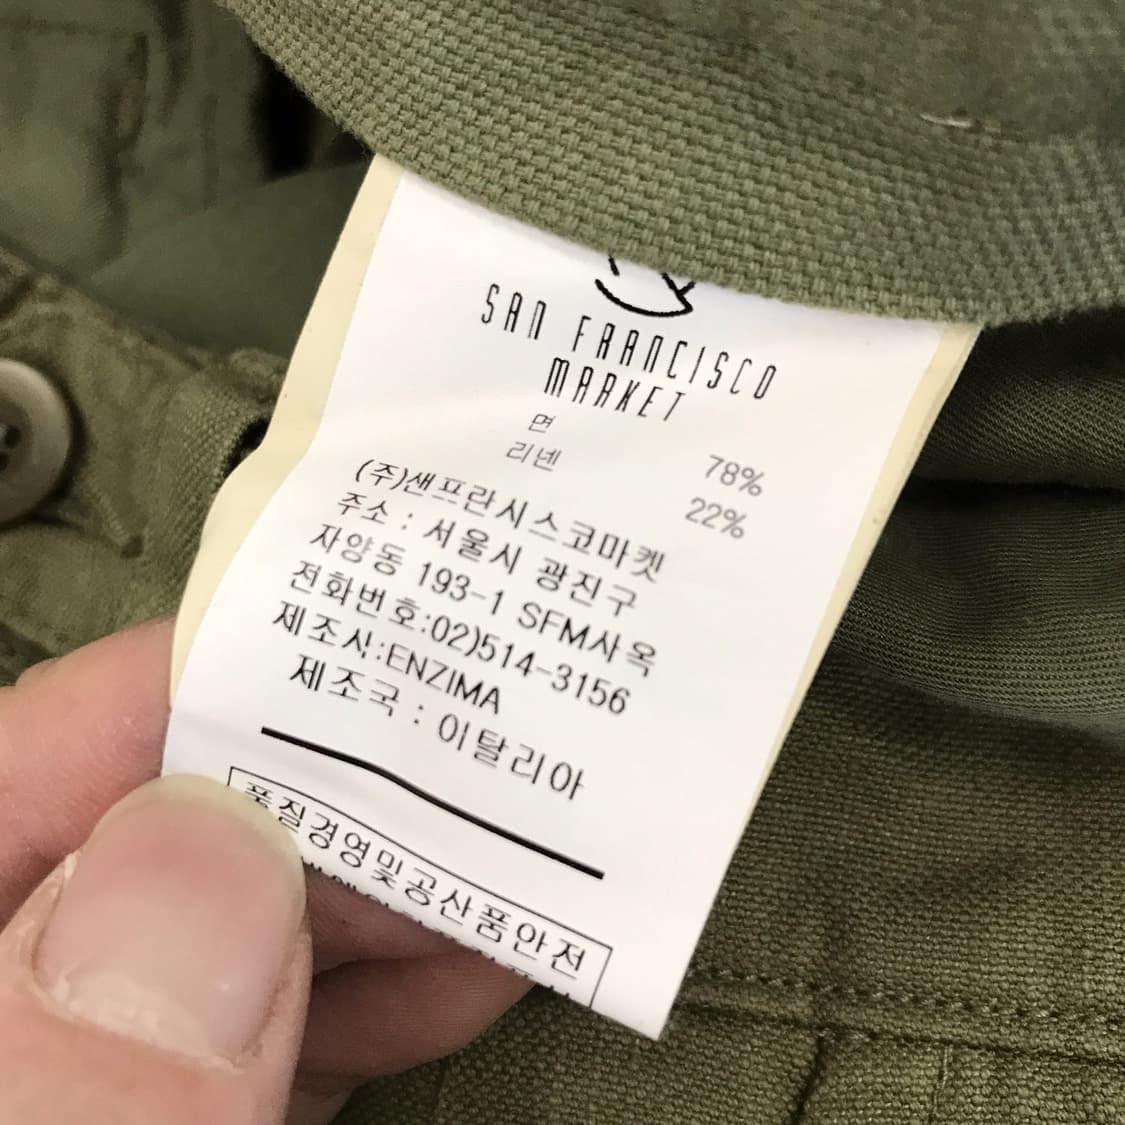 SAN FRANCISCO
MARKET
면 78%
리넨 22%
(주)샌프란시스코마켓
주소 : 서울시 광진구
자양동 193-1 SFM사옥
전화번호:02)514-3156
제조사:ENZIMA
제조국 : 이탈리아
품질경영및공산품안전